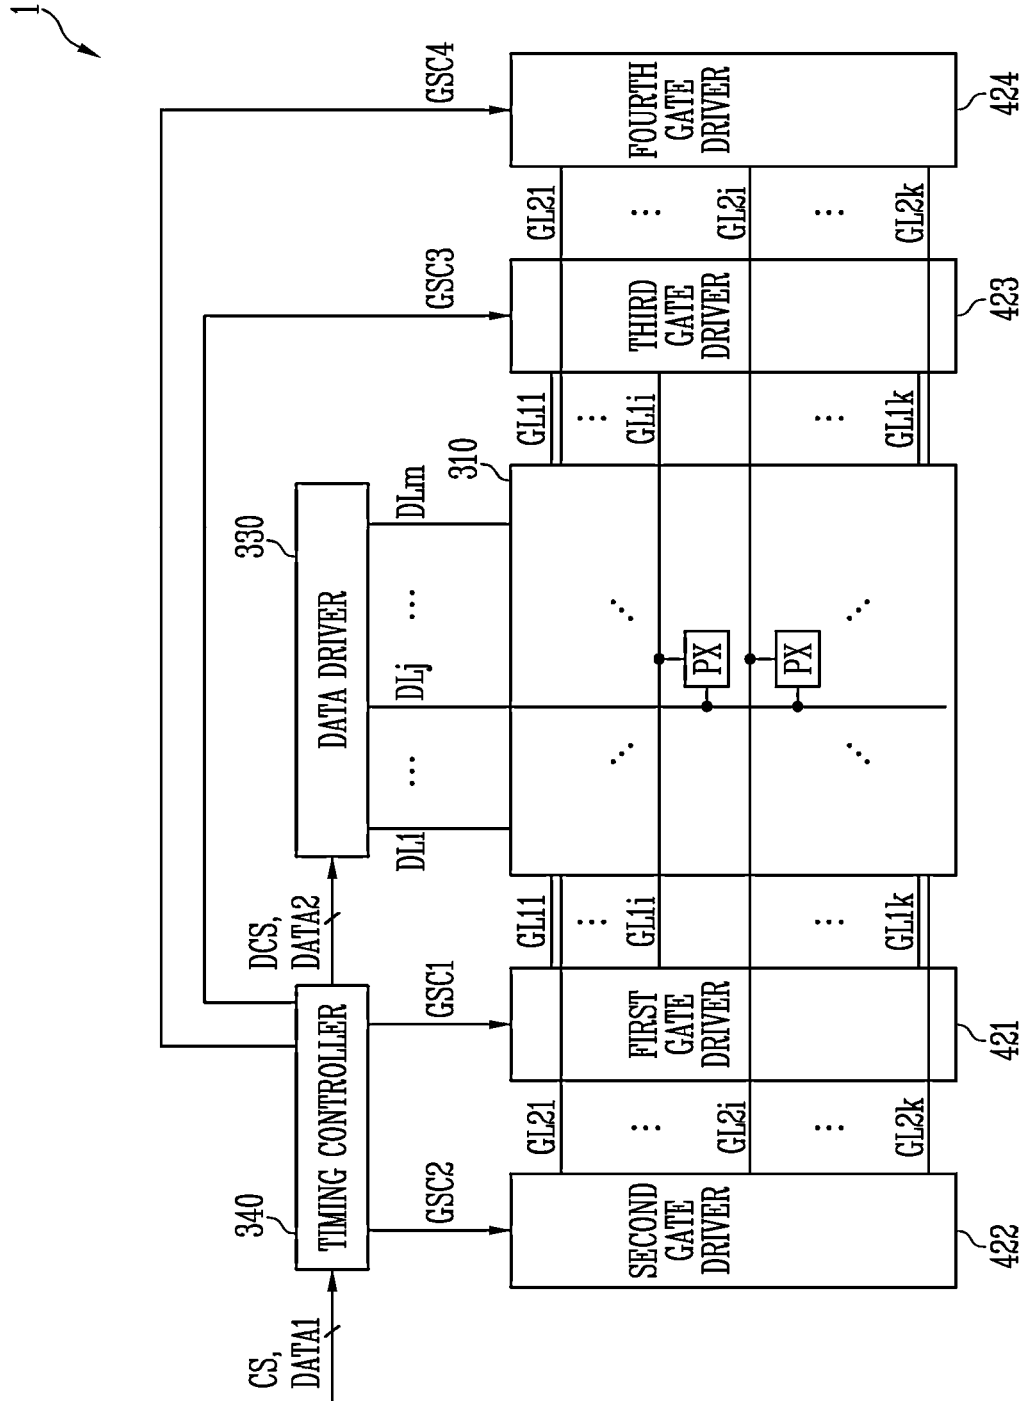 1
CS,
DATA1
340
TIMING CONTROLLER
DCS,
DATA2
330
DATA DRIVER
GSC2
GSC1
DL1
...
DLj
...
DLm
310
GSC3
GSC4
SECOND
GATE
DRIVER
422
GL21
...
GL2i
...
GL2k
FIRST
GATE
DRIVER
421
GL11
...
GL1i
...
GL1k
PX
PX
GL11
...
GL1i
...
GL1k
THIRD
GATE
DRIVER
423
GL21
...
GL2i
...
GL2k
FOURTH
GATE
DRIVER
424